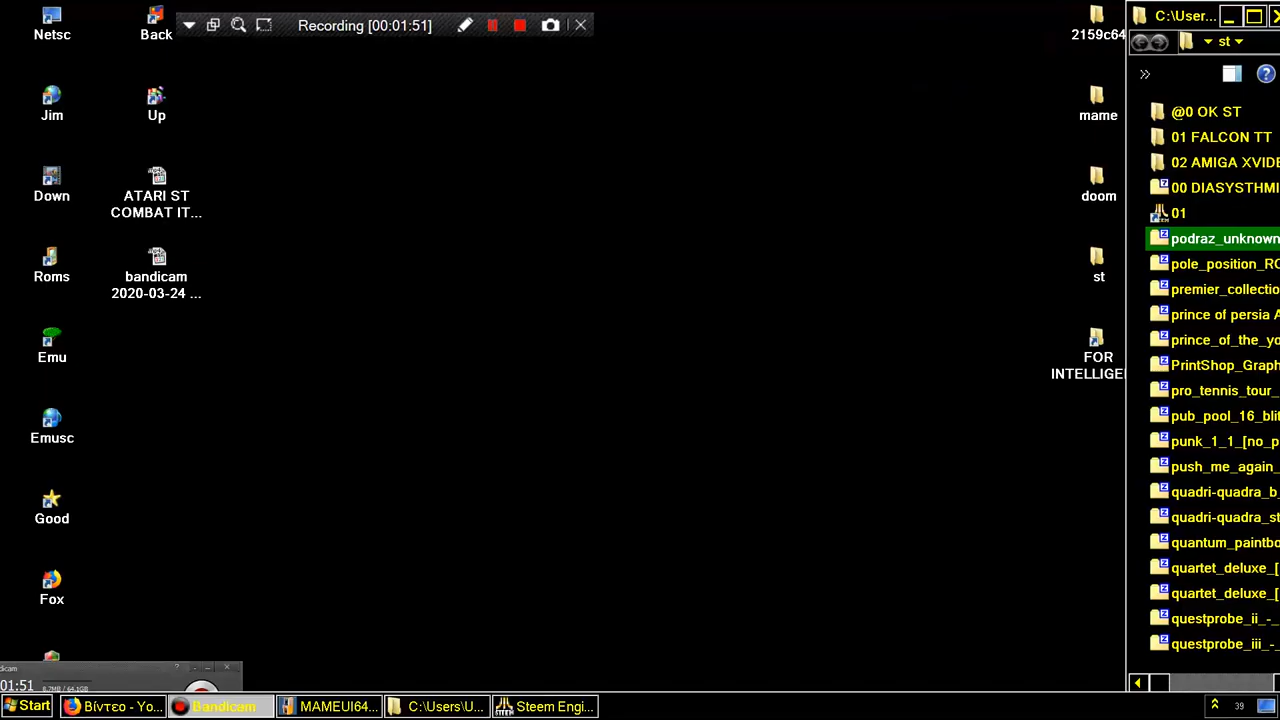 Netsc
Back
Recording [00:01:51]
2159c64
C:\User...
st
Jim
Up
mame
@0 OK ST
01 FALCON TT
02 AMIGA XVIDE
00 DIASYSTHMI
01
podraz_unknown
pole_position_RO
premier_collectio
prince of persia A
prince_of_the_yo
PrintShop_Graph
pro_tennis_tour_
pub_pool_16_blit
punk_1_1_[no_p
push_me_again_
quadri-quadra_b_
quadri-quadra_st
quantum_paintbo
quartet_deluxe_[
quartet_deluxe_[
questprobe_ii_-_
questprobe_iii_-_
Down
ATARI ST
COMBAT IT...
doom
Roms
bandicam
2020-03-24 ...
st
Emu
FOR
INTELLIGE
Emusc
Good
Fox
01:51
Start
Βίντεο - Yo...
Bandicam
MAMEUI64...
C:\Users\U...
Steem Engi...
39